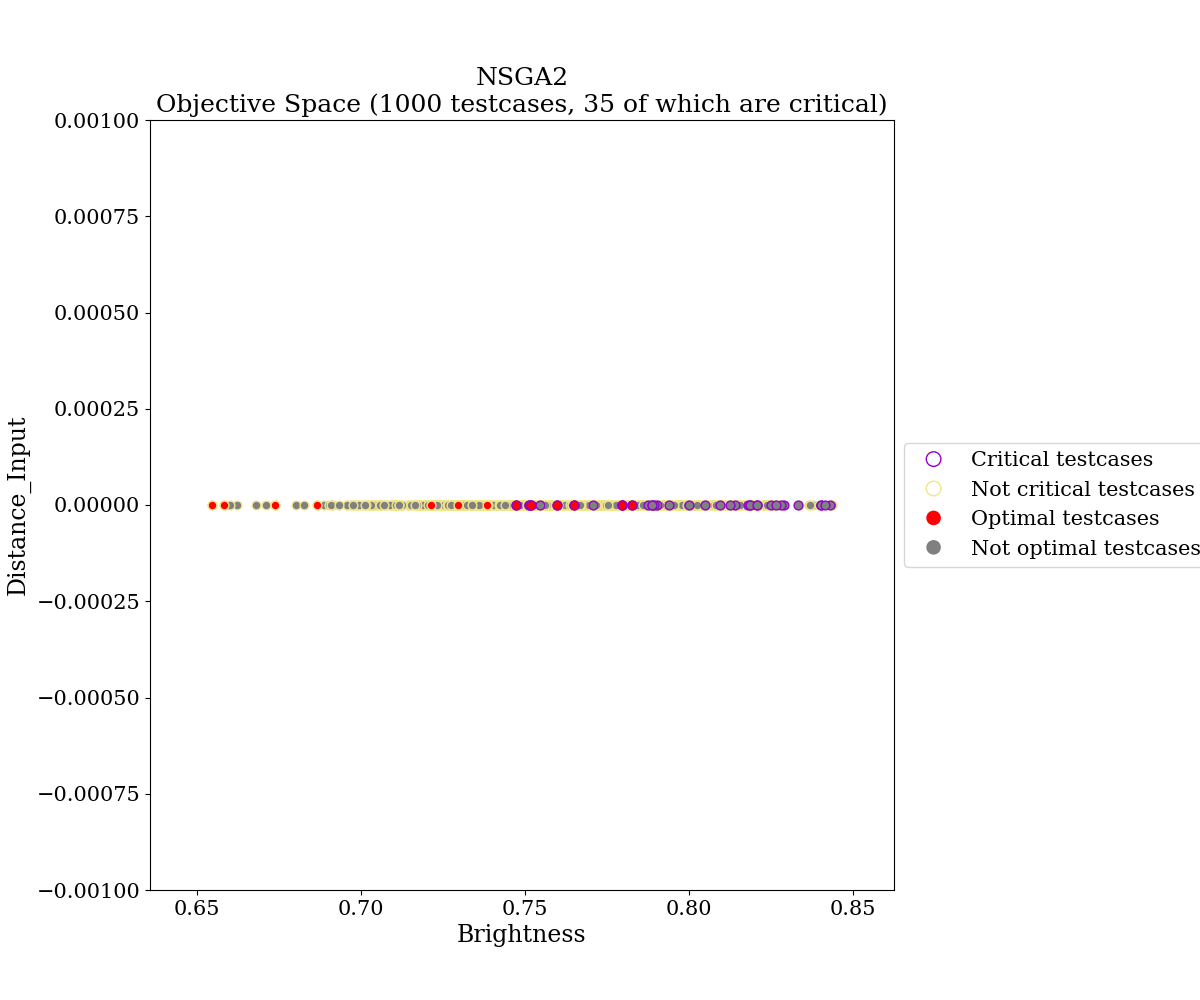 NSGA2
Objective Space (1000 testcases, 35 of which are critical)
0.00100
0.00075
0.00050
0.00025
0.00000
−0.00025
−0.00050
−0.00075
−0.00100
Distance_Input
0.65 0.70 0.75 0.80 0.85
Brightness
Critical testcases
Not critical testcases
Optimal testcases
Not optimal testcases